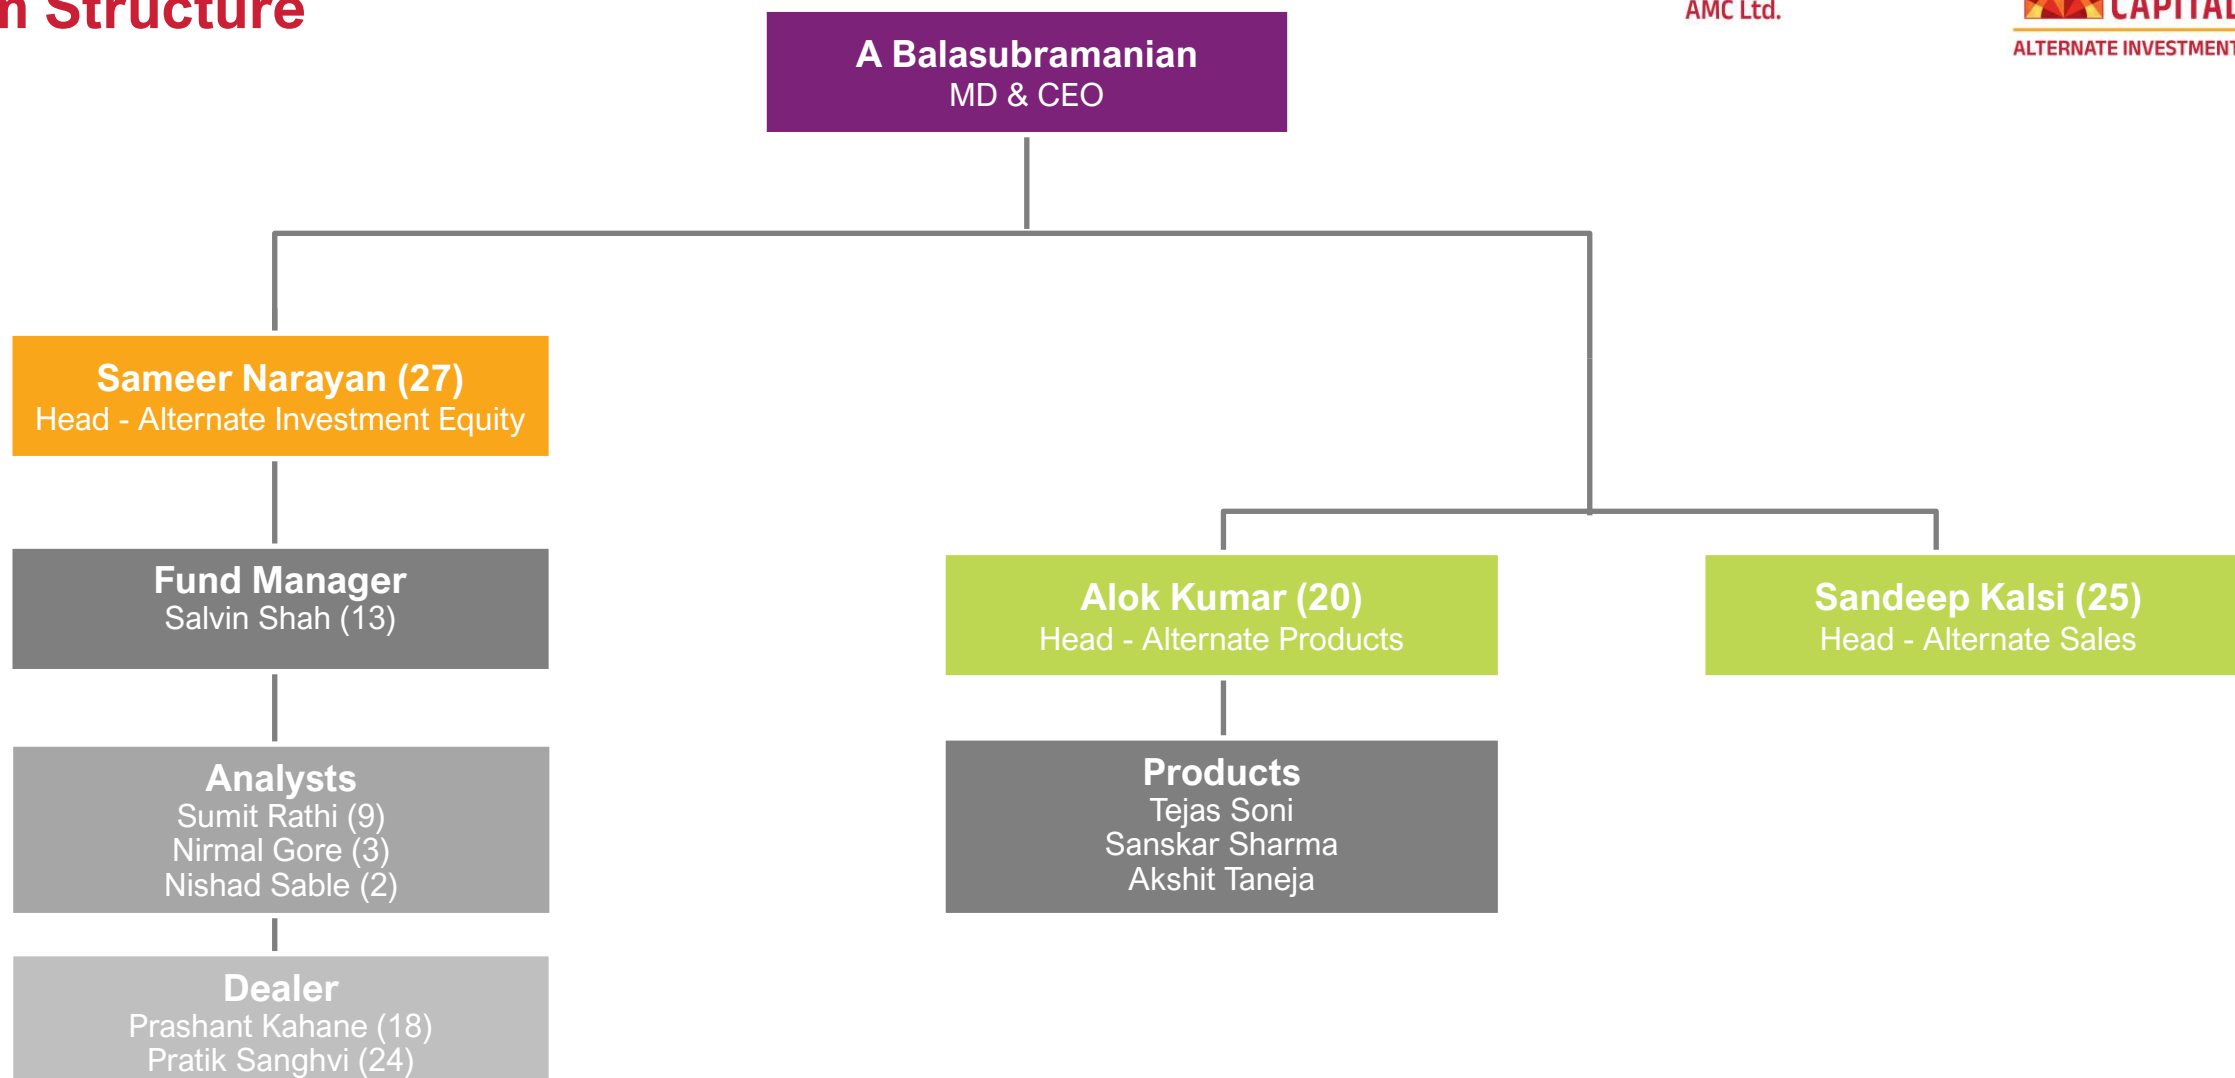 n Structure
AMC Ltd.
CAPITAL
ALTERNATE INVESTMENT
A Balasubramanian
MD & CEO
Sameer Narayan (27)
Head - Alternate Investment Equity
Fund Manager
Salvin Shah (13)
Alok Kumar (20)
Head - Alternate Products
Sandeep Kalsi (25)
Head - Alternate Sales
Analysts
Sumit Rathi (9)
Nirmal Gore (3)
Nishad Sable (2)
Products
Tejas Soni
Sanskar Sharma
Akshit Taneja
Dealer
Prashant Kahane (18)
Pratik Sanghvi (24)